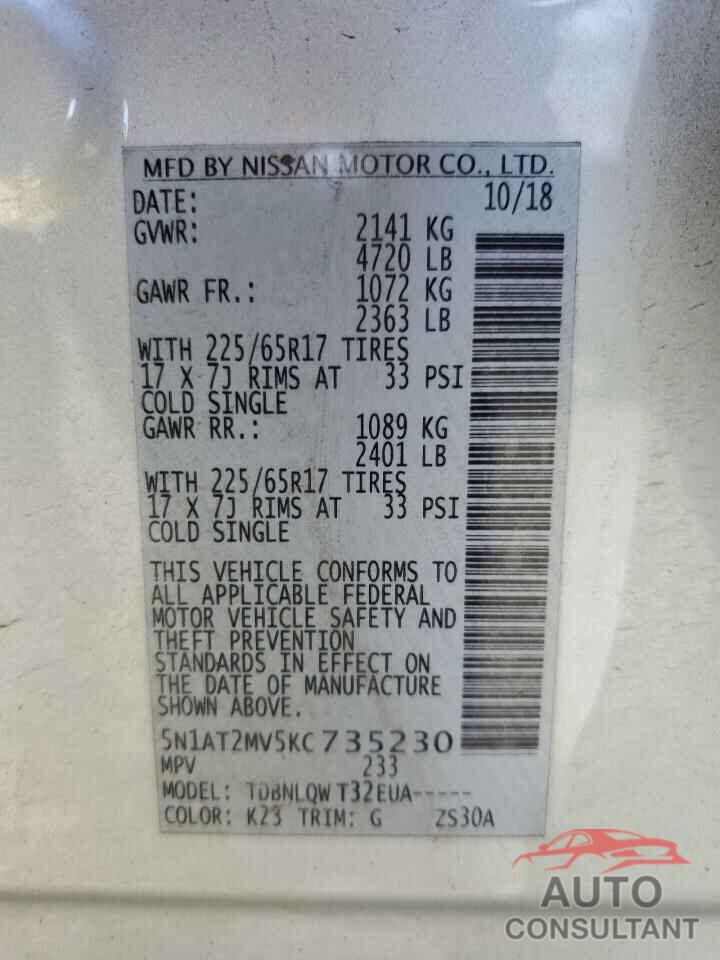 MFD BY NISSAN MOTOR CO., LTD.
DATE: 10/18
GVWR: 2141 KG
4720 LB
GAWR FR.: 1072 KG
2363 LB
WITH 225/65R17 TIRES
17 X 7J RIMS AT 33 PSI
COLD SINGLE
GAWR RR.: 1089 KG
2401 LB
WITH 225/65R17 TIRES
17 X 7J RIMS AT 33 PSI
COLD SINGLE
THIS VEHICLE CONFORMS TO
ALL APPLICABLE FEDERAL
MOTOR VEHICLE SAFETY AND
THEFT PREVENTION
STANDARDS IN EFFECT ON
THE DATE OF MANUFACTURE
SHOWN ABOVE.
5N1AT2MV5KC735230
MPV 233
MODEL: TDBNLQW T32EUA-----
COLOR: K23 TRIM: G ZS30A
AUTO
CONSULTANT